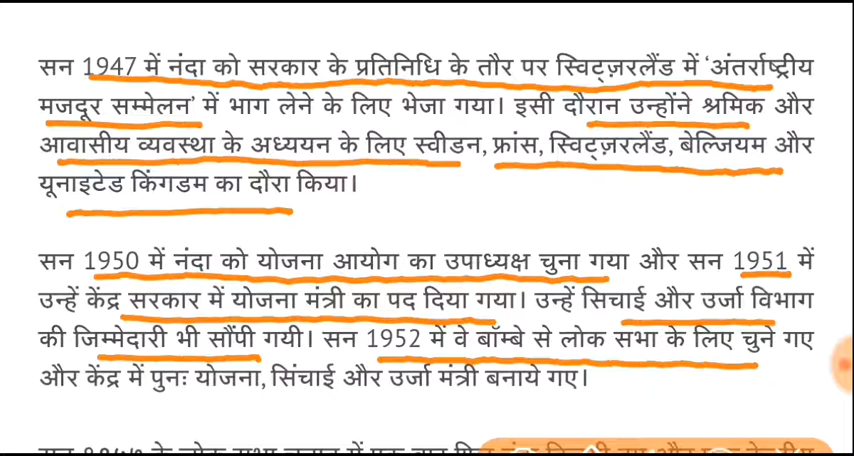 सन 1947 में नंदा को सरकार के प्रतिनिधि के तौर पर स्विट्ज़रलैंड में 'अंतर्राष्ट्रीय
मजदूर सम्मेलन' में भाग लेने के लिए भेजा गया। इसी दौरान उन्होंने श्रमिक और
आवासीय व्यवस्था के अध्ययन के लिए स्वीडन, फ्रांस, स्विट्ज़रलैंड, बेल्जियम और
यूनाइटेड किंगडम का दौरा किया।
सन 1950 में नंदा को योजना आयोग का उपाध्यक्ष चुना गया और सन 1951 में
उन्हें केंद्र सरकार में योजना मंत्री का पद दिया गया। उन्हें सिचाई और उर्जा विभाग
की जिम्मेदारी भी सौंपी गयी। सन 1952 में वे बॉम्बे से लोक सभा के लिए चुने गए
और केंद्र में पुनः योजना, सिंचाई और उर्जा मंत्री बनाये गए।